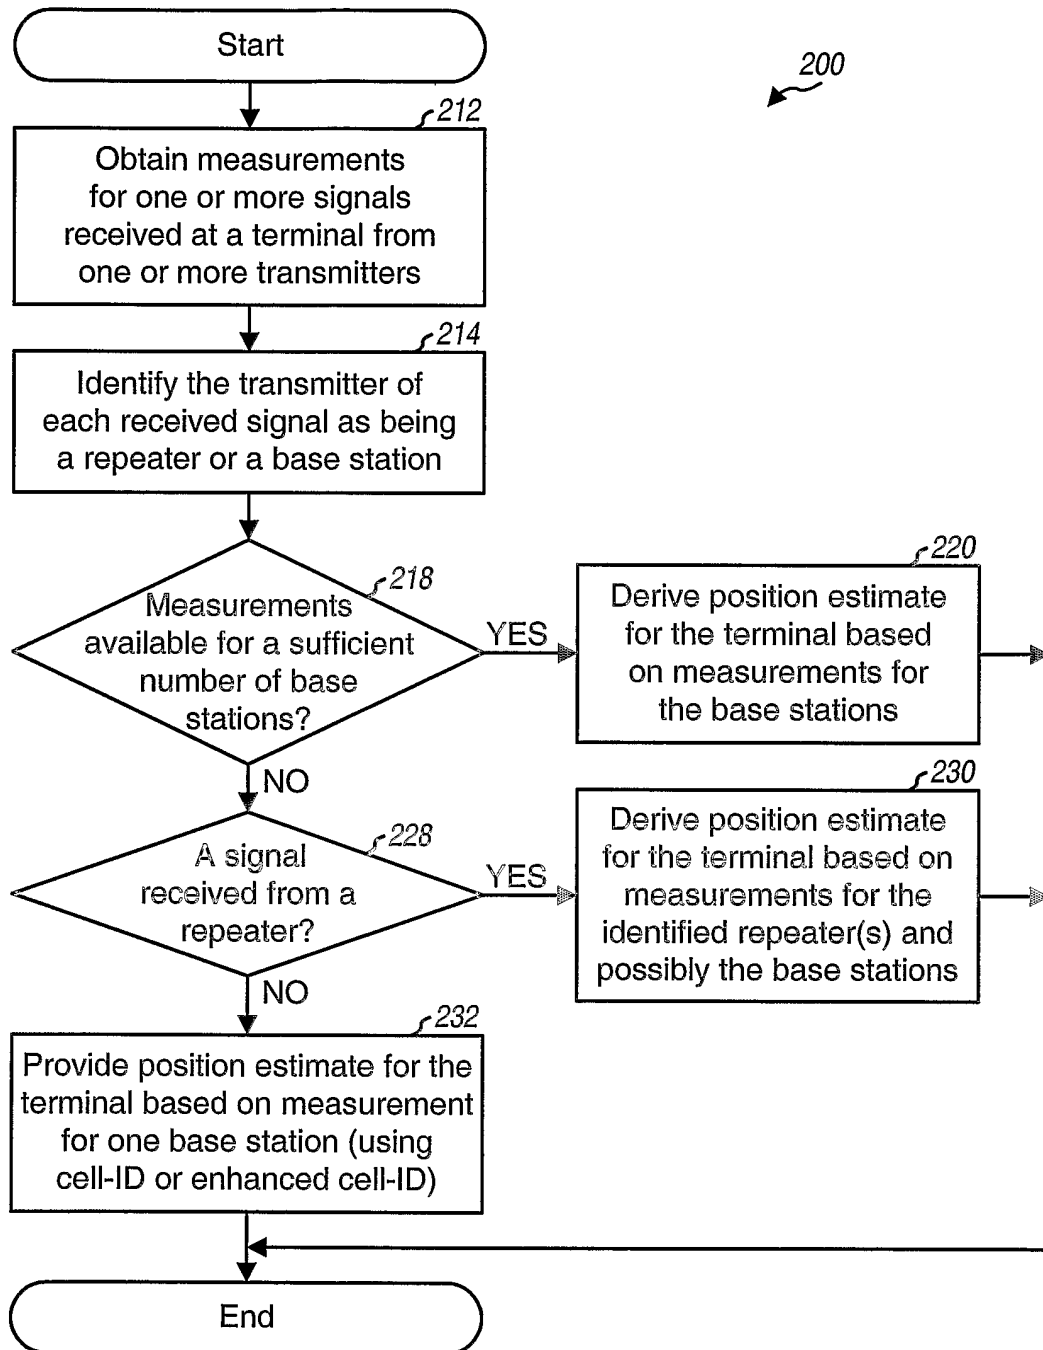 Start
200
212
Obtain measurements
for one or more signals
received at a terminal from
one or more transmitters
214
Identify the transmitter of
each received signal as being
a repeater or a base station
218
Measurements
available for a sufficient
number of base
stations?
YES
220
Derive position estimate
for the terminal based
on measurements for
the base stations
NO
228
A signal
received from a
repeater?
YES
230
Derive position estimate
for the terminal based on
measurements for the
identified repeater(s) and
possibly the base stations
NO
232
Provide position estimate for the
terminal based on measurement
for one base station (using
cell-ID or enhanced cell-ID)
End